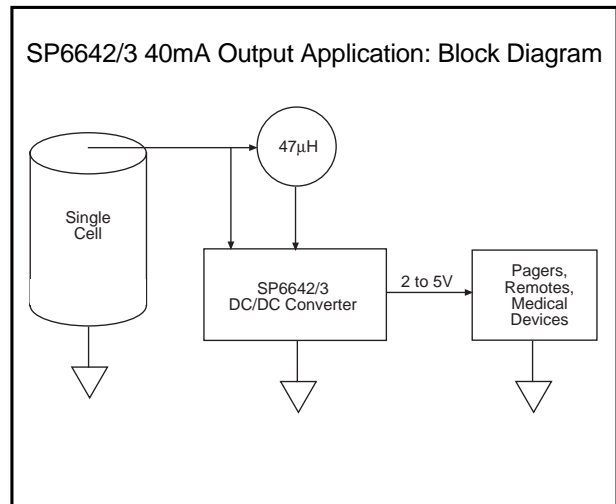 SP6642/3 40mA Output Application: Block Diagram
47µH
Single
Cell
SP6642/3
DC/DC Converter
2 to 5V
Pagers,
Remotes,
Medical
Devices